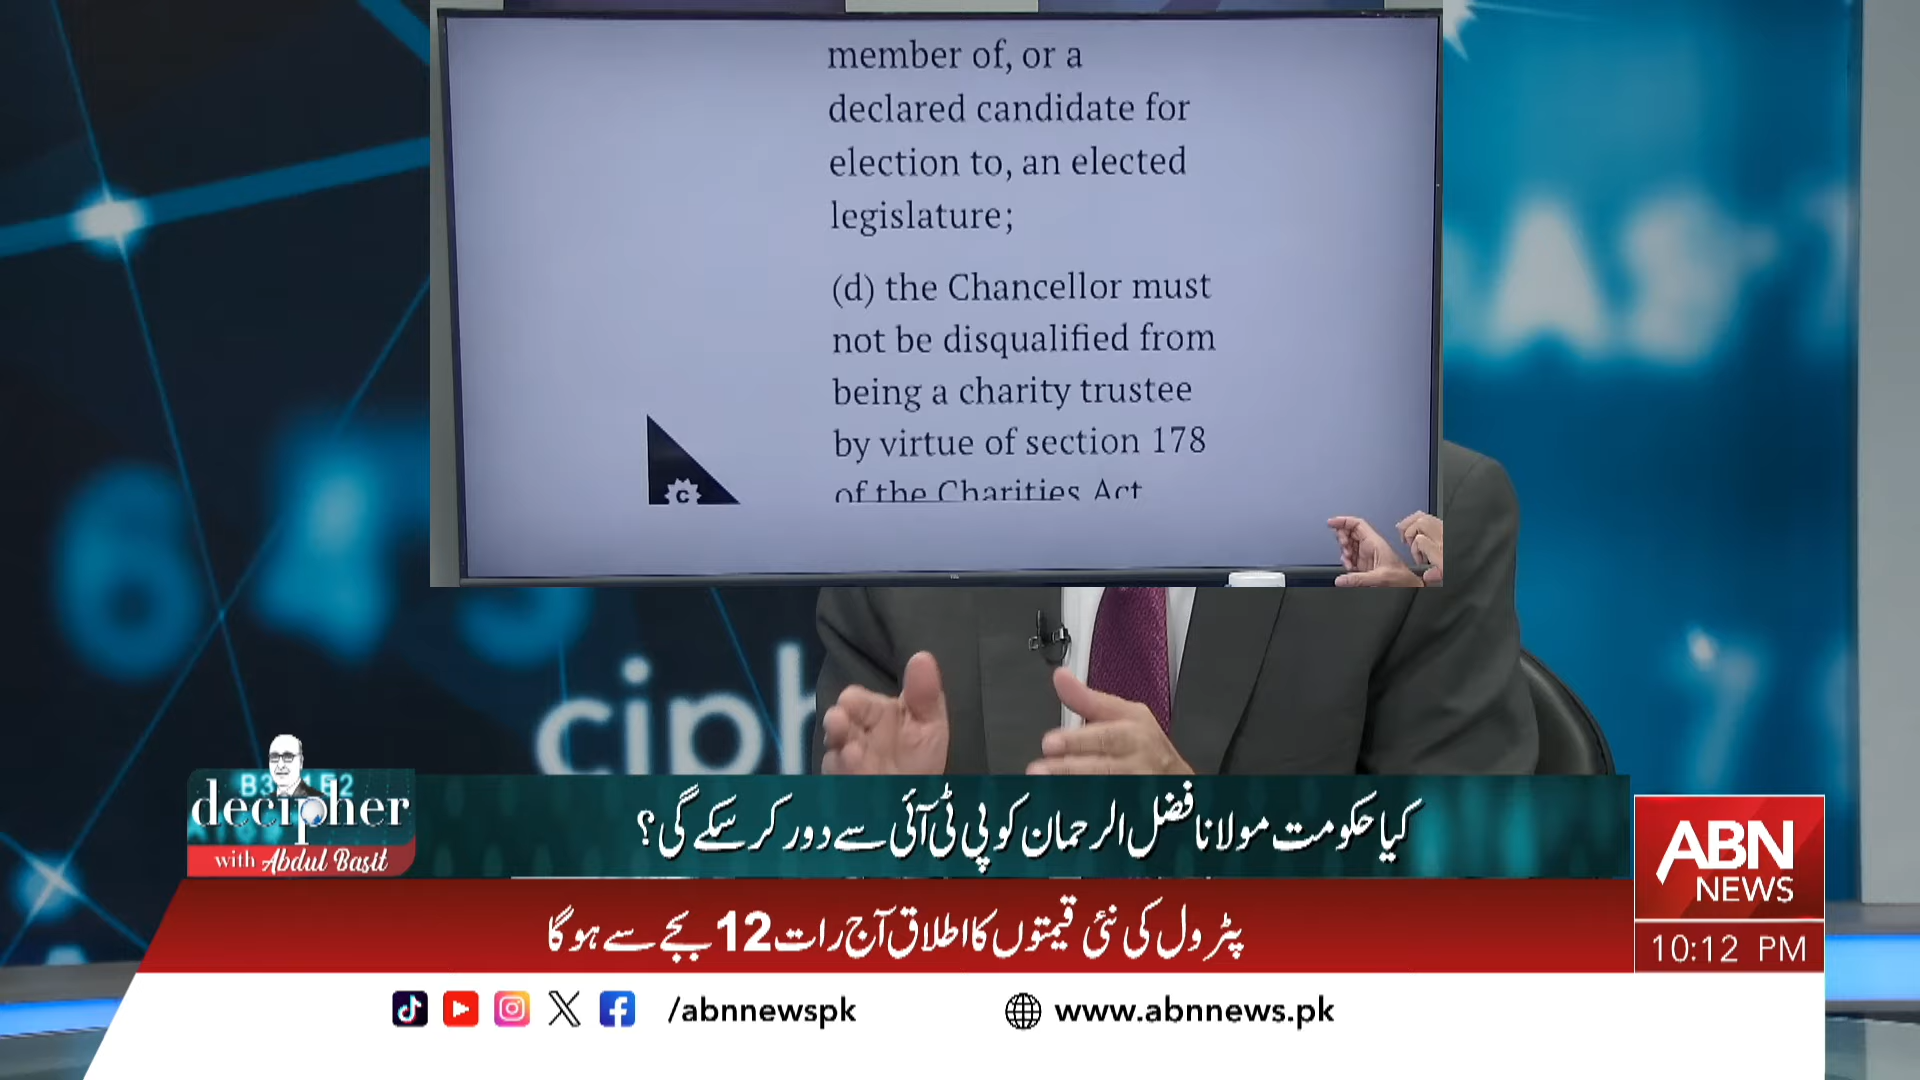 member of, or a
declared candidate for
election to, an elected
legislature;
(d) the Chancellor must
not be disqualified from
being a charity trustee
by virtue of section 178
of the Charities Act
C
ciph
decipher
with Abdul Basit
کیا حکومت مولانا فضل الرحمان کو پی ٹی آئی سے دور کر سکے گی؟
ABN
NEWS
پٹرول کی نئی قیمتوں کا اطلاق آج رات 12 بجے سے ہو گا
10:12 PM
/abnnewspk
www.abnnews.pk